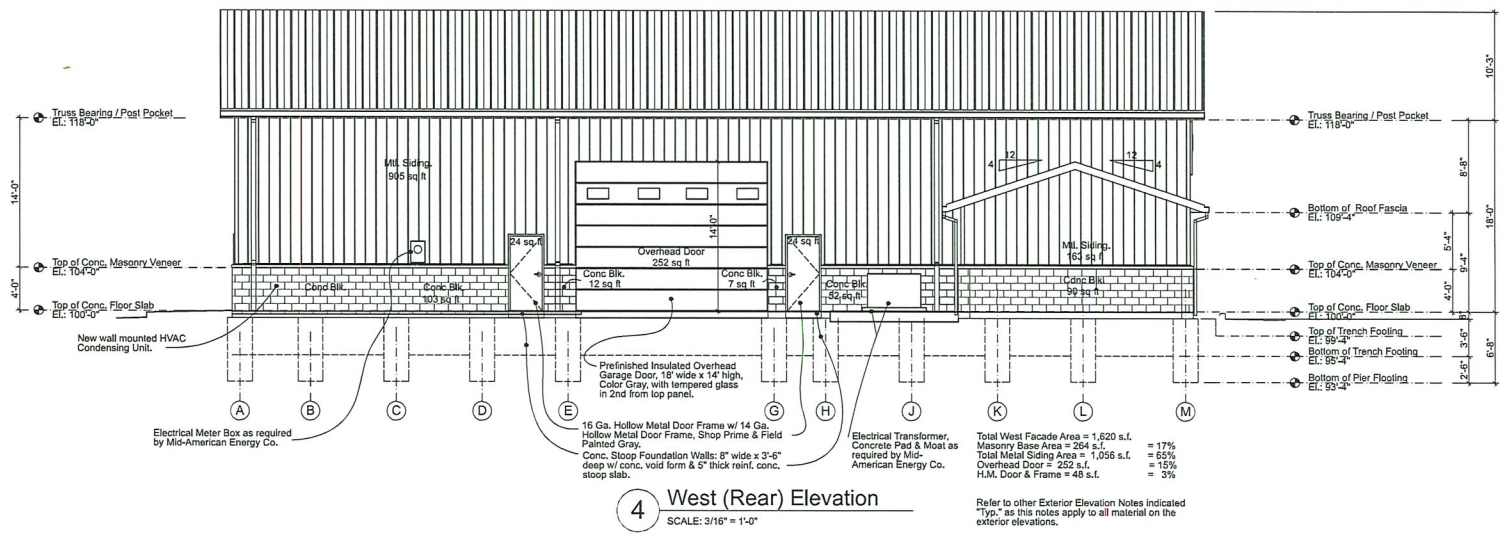 10'-3"
Truss Bearing / Post Pocket
El.: 118'-0"
Truss Bearing / Post Pocket
El.: 118'-0"
Mtl. Siding.
905 sq ft
12
4
12
4
14'-0"
8'-8"
18'-0"
Bottom of Roof Fascia
El.: 109'-4"
14'-0"
24 sq ft
24 sq ft
Overhead Door
252 sq ft
Mtl. Siding.
163 sq ft
5'-4"
9'-4"
Top of Conc. Masonry Veneer
El.: 104'-0"
Top of Conc. Masonry Veneer
El.: 104'-0"
4'-0"
Conc Blk.
Conc Blk.
103 sq ft
Conc Blk.
12 sq ft
Conc Blk.
7 sq ft
Conc Blk.
52 sq ft
Conc Blk.
90 sq ft
4'-0"
Top of Conc. Floor Slab
El.: 100'-0"
Top of Conc. Floor Slab
El.: 100'-0"
8"
New wall mounted HVAC
Condensing Unit.
Top of Trench Footing
El.: 99'-4"
3'-6"
6'-8"
Bottom of Trench Footing
El.: 95'-4"
2'-6"
Bottom of Pier Flooting
El.: 93'-4"
Prefinished Insulated Overhead
Garage Door, 18' wide x 14' high,
Color Gray, with tempered glass
in 2nd from top panel.
A
B
C
D
E
G
H
J
K
L
M
Electrical Meter Box as required
by Mid-American Energy Co.
16 Ga. Hollow Metal Door Frame w/ 14 Ga.
Hollow Metal Door Frame, Shop Prime & Field
Painted Gray.
Conc. Stoop Foundation Walls: 8" wide x 3'-6"
deep w/ conc. void form & 5" thick reinf. conc.
stoop slab.
Electrical Transformer,
Concrete Pad & Moat as
required by Mid-
American Energy Co.
Total West Facade Area = 1,620 s.f.
Masonry Base Area = 264 s.f. = 17%
Total Metal Siding Area = 1,056 s.f. = 65%
Overhead Door = 252 s.f. = 15%
H.M. Door & Frame = 48 s.f. = 3%
Refer to other Exterior Elevation Notes indicated
"Typ." as this notes apply to all material on the
exterior elevations.
4
West (Rear) Elevation
SCALE: 3/16" = 1'-0"